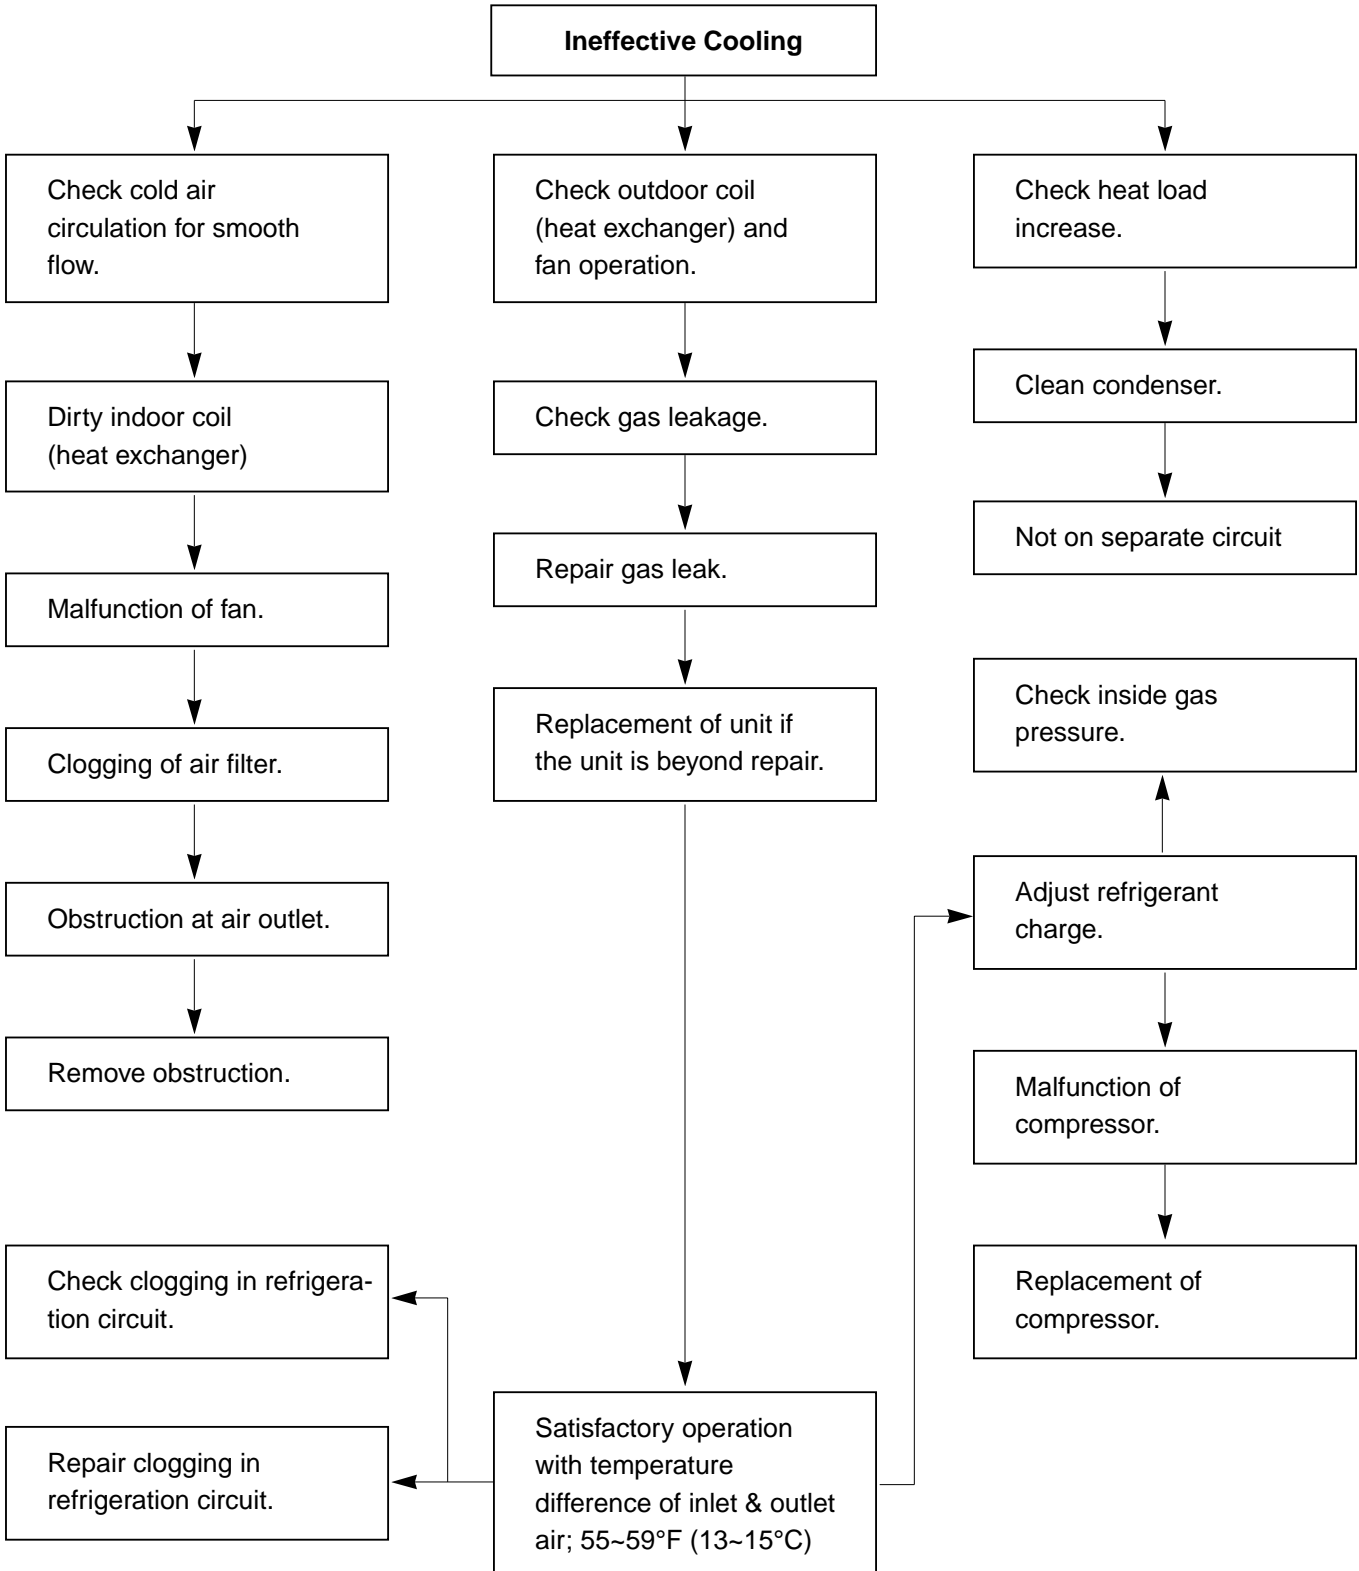 Ineffective Cooling
Check cold air
circulation for smooth
flow.
Dirty indoor coil
(heat exchanger)
Malfunction of fan.
Clogging of air filter.
Obstruction at air outlet.
Remove obstruction.
Check clogging in refrigera-
tion circuit.
Repair clogging in
refrigeration circuit.
Check outdoor coil
(heat exchanger) and
fan operation.
Check gas leakage.
Repair gas leak.
Replacement of unit if
the unit is beyond repair.
Satisfactory operation
with temperature
difference of inlet & outlet
air; 55~59°F (13~15°C)
Check heat load
increase.
Clean condenser.
Not on separate circuit
Check inside gas
pressure.
Adjust refrigerant
charge.
Malfunction of
compressor.
Replacement of
compressor.